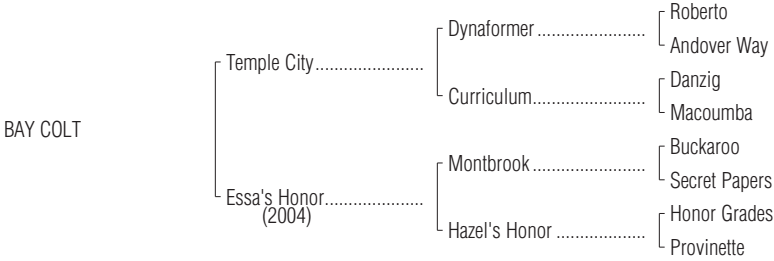 Roberto
Dynaformer ......................
Andover Way
Temple City.......................
Danzig
Curriculum........................
Macoumba
BAY COLT
Buckaroo
Montbrook ........................
Secret Papers
Essa's Honor.....................
(2004)
Honor Grades
Hazel's Honor ...................
Provinette